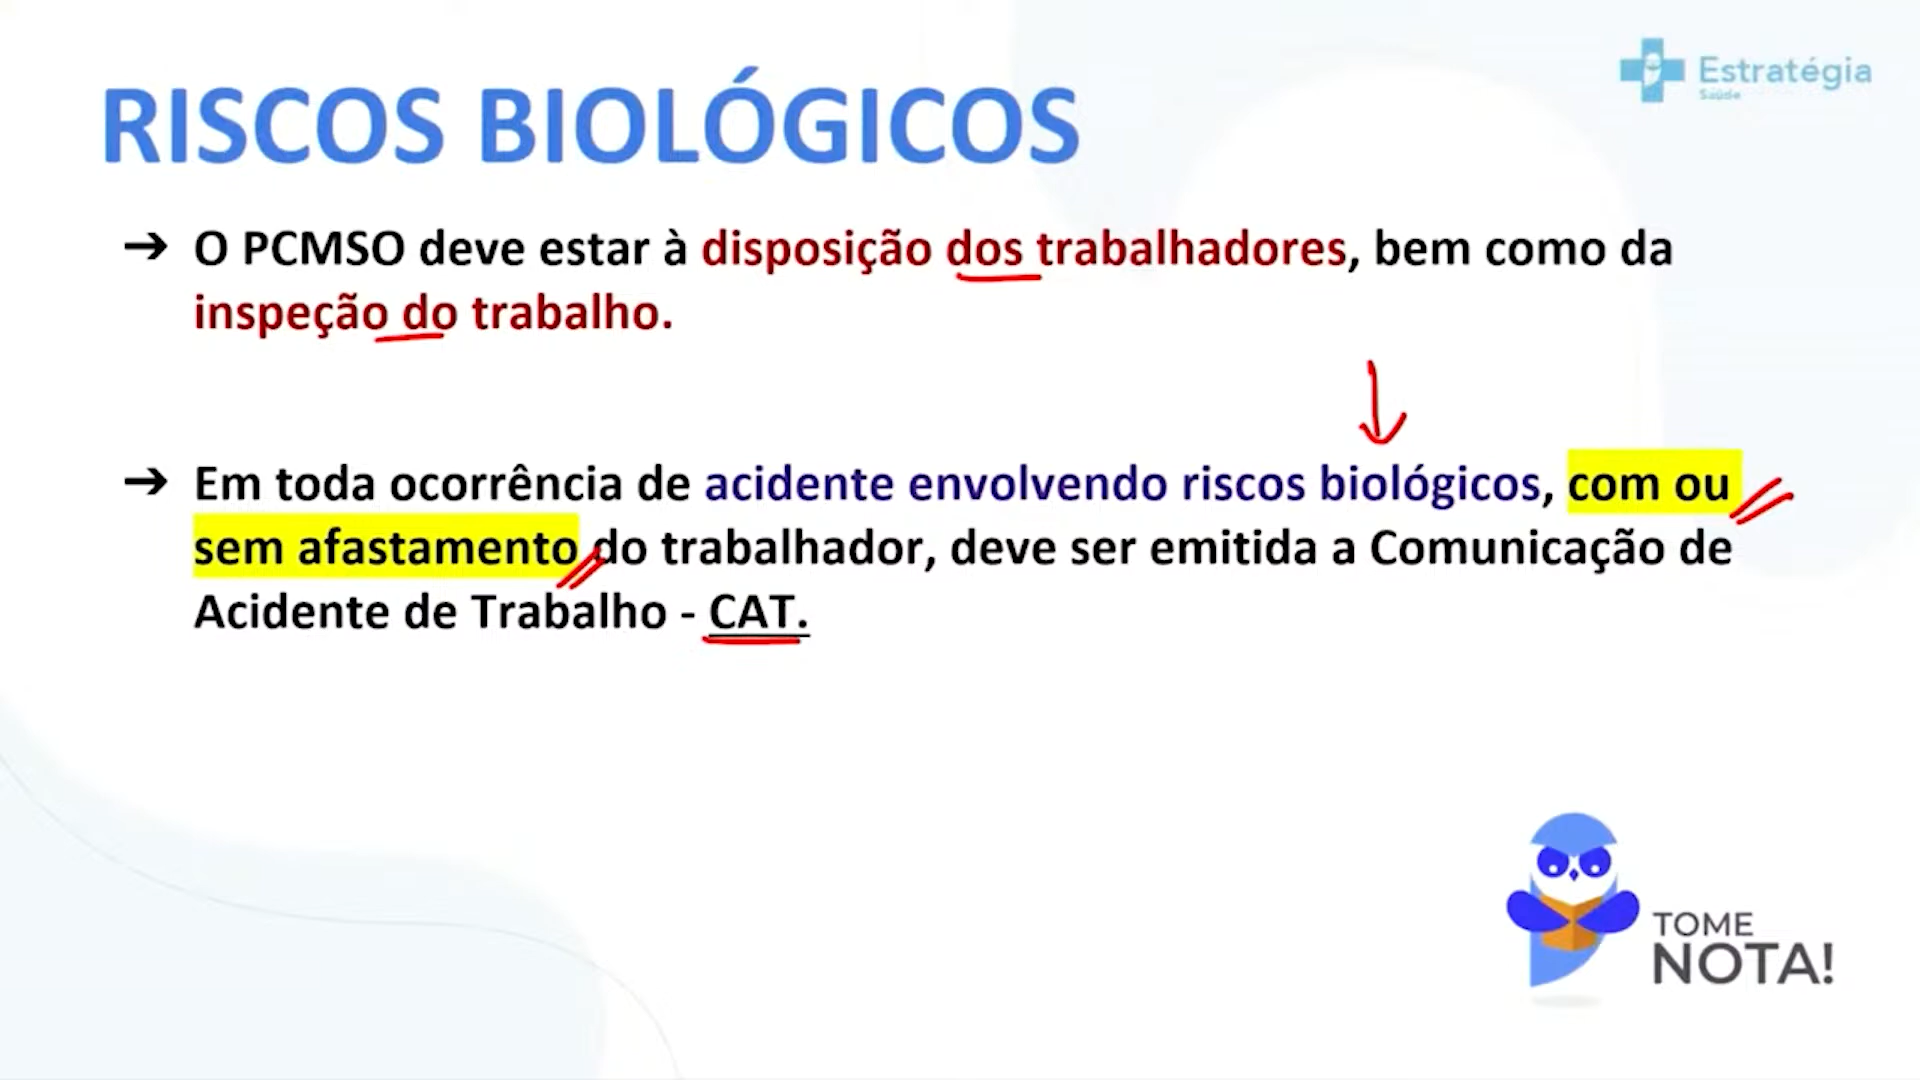 Estratégia
Saúde
RISCOS BIOLÓGICOS
➔ O PCMSO deve estar à disposição dos trabalhadores, bem como da
inspeção do trabalho.
➔ Em toda ocorrência de acidente envolvendo riscos biológicos, com ou
sem afastamento do trabalhador, deve ser emitida a Comunicação de
Acidente de Trabalho - CAT.
TOME
NOTA!